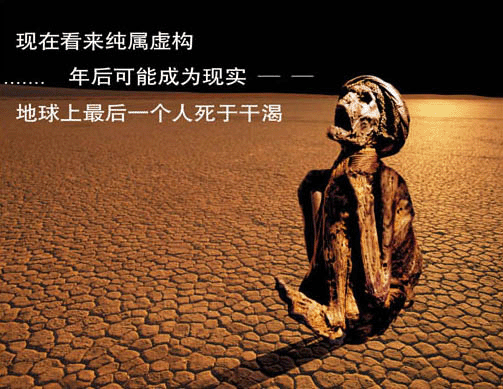 现在看来纯属虚构
....... 年后可能成为现实 — —
地球上最后一个人死于干渴